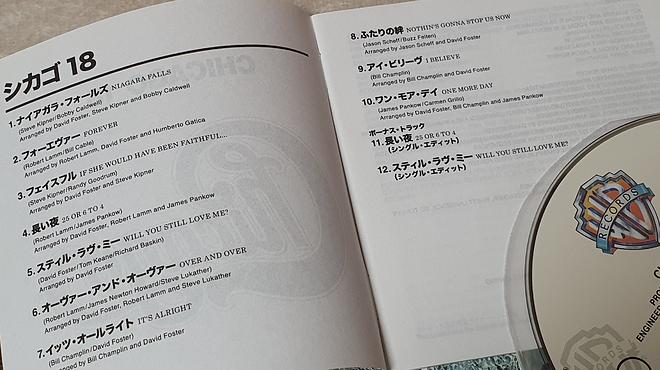 シカゴ 18
1.ナイアガラ・フォールズ NIAGARA FALLS
(Steve Kipner/Bobby Caldwell)
Arranged by David Foster, Steve Kipner and Bobby Caldwell
2.フォーエヴァー FOREVER
(Robert Lamm/Bill Gable)
Arranged by Robert Lamm, David Foster and Humberto Gatica
3.フェイスフル IF SHE WOULD HAVE BEEN FAITHFUL...
(Steve Kipner/Randy Goodrum)
Arranged by David Foster and Steve Kipner
4.長い夜 25 OR 6 TO 4
(Robert Lamm/James Pankow)
Arranged by David Foster, Robert Lamm and James Pankow
5.スティル・ラヴ・ミー WILL YOU STILL LOVE ME?
(David Foster/Tom Keane/Richard Baskin)
Arranged by David Foster
6.オーヴァー・アンド・オーヴァー OVER AND OVER
(Robert Lamm/James Newton Howard/Steve Lukather)
Arranged by David Foster, Robert Lamm and Steve Lukather
7.イッツ・オールライト IT'S ALRIGHT
(Bill Champlin/David Foster)
Arranged by Bill Champlin and David Foster
8.ふたりの絆 NOTHIN'S GONNA STOP US NOW
(Jason Scheff/Buzz Feiten)
Arranged by Jason Scheff and David Foster
9.アイ・ビリーヴ I BELIEVE
(Bill Champlin)
Arranged by Bill Champlin and David Foster
10.ワン・モア・デイ ONE MORE DAY
(James Pankow/Carmen Grillo)
Arranged by David Foster, Bill Champlin and James Pankow
ボーナス・トラック
11.長い夜 25 OR 6 TO 4
(シングル・エディット)
12.スティル・ラヴ・ミー WILL YOU STILL LOVE ME?
(シングル・エディット)
RECORDS
PRO
ENGINEER